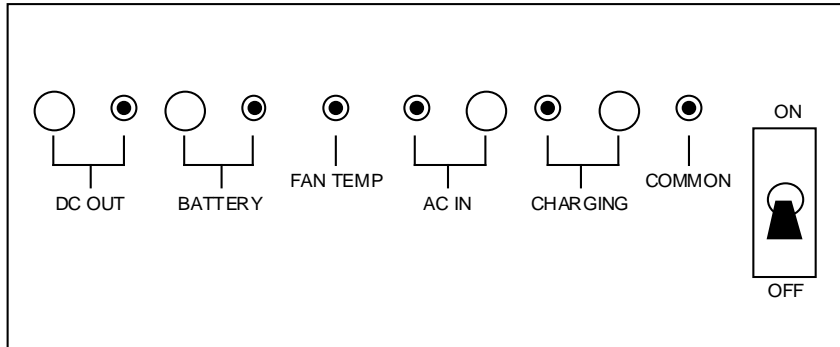 ON
DC OUT
BATTERY
FAN TEMP
AC IN
CHARGING
COMMON
OFF